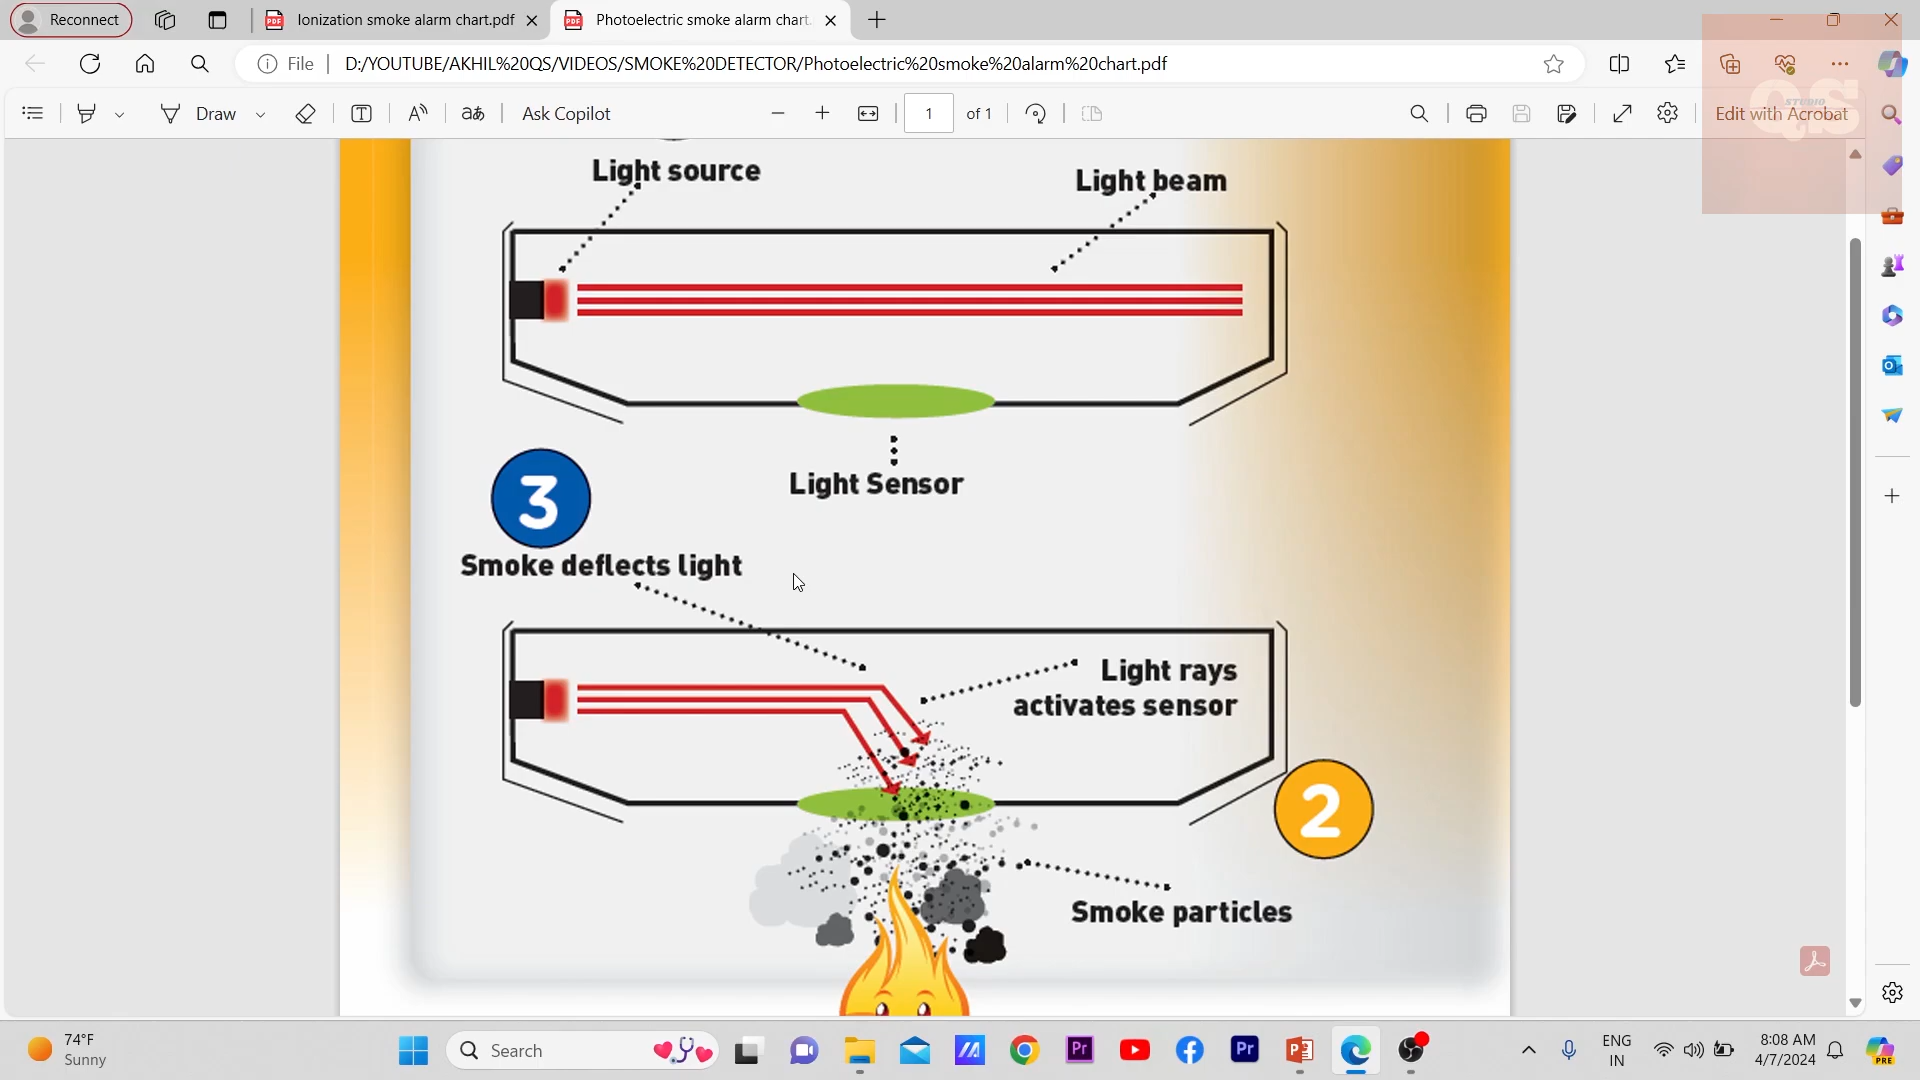 Reconnect
Ionization smoke alarm chart.pdf
Photoelectric smoke alarm chart.
File
D:/YOUTUBE/AKHIL%20QS/VIDEOS/SMOKE%20DETECTOR/Photoelectric%20smoke%20alarm%20chart.pdf
Draw
Ask Copilot
1
of 1
Edit with Acrobat
STUDIO
QS
Light source
Light beam
Light Sensor
3
Smoke deflects light
Light rays
activates sensor
2
Smoke particles
74°F
Sunny
Search
ENG
IN
8:08 AM
4/7/2024